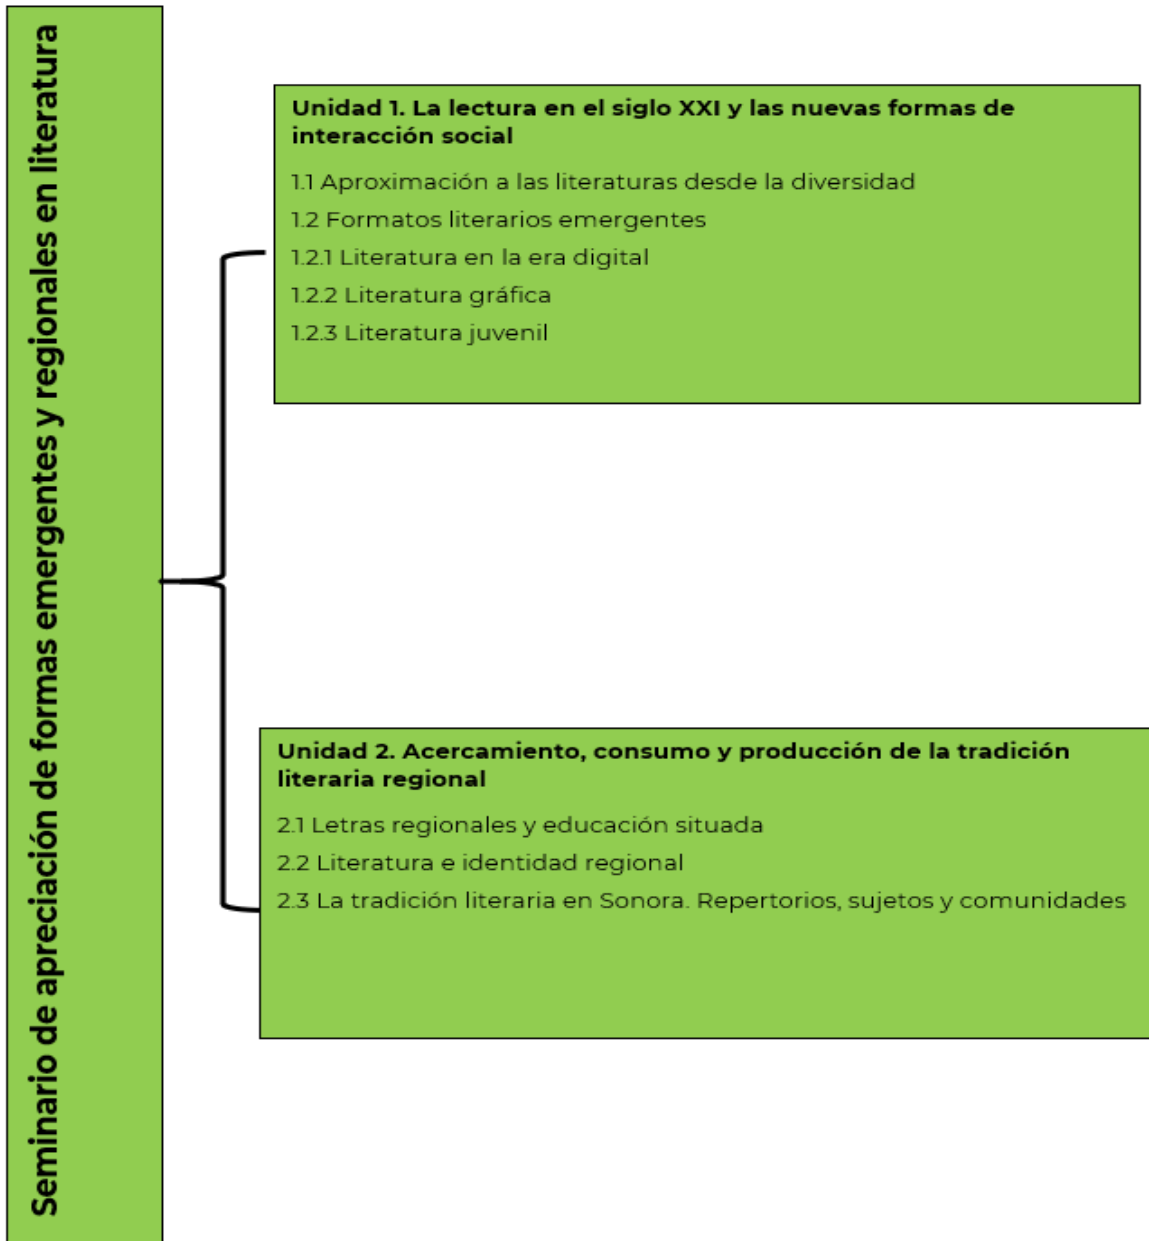 Seminario de apreciación de formas emergentes y regionales en literatura
Unidad 1. La lectura en el siglo XXI y las nuevas formas de
interacción social
1.1 Aproximación a las literaturas desde la diversidad
1.2 Formatos literarios emergentes
1.2.1 Literatura en la era digital
1.2.2 Literatura gráfica
1.2.3 Literatura juvenil
Unidad 2. Acercamiento, consumo y producción de la tradición
literaria regional
2.1 Letras regionales y educación situada
2.2 Literatura e identidad regional
2.3 La tradición literaria en Sonora. Repertorios, sujetos y comunidades